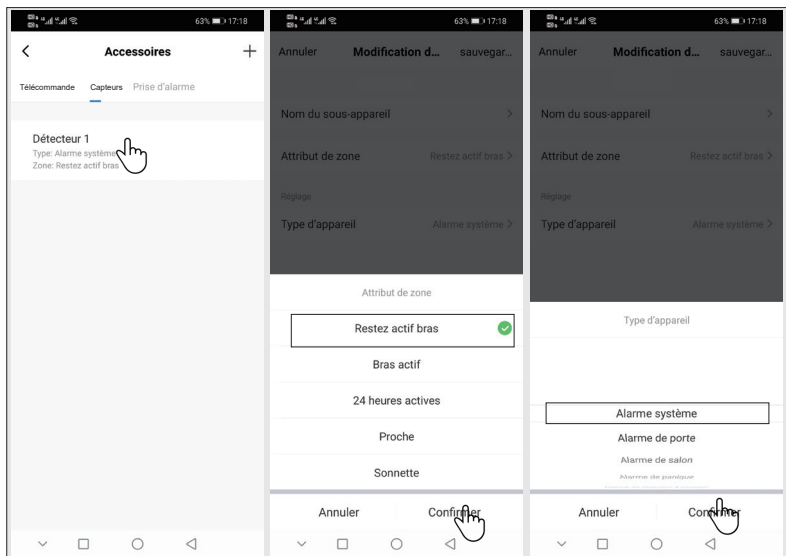 63% 17:18
Accessoires
Télécommande Capteurs Prise d'alarme
Détecteur 1
Type: Alarme système
Zone: Restez actif bras
63% 17:18
Annuler Modification d... sauvegar...
Nom du sous-appareil
Attribut de zone Restez actif bras
Réglage
Type d'appareil Alarme système
Attribut de zone
Restez actif bras
Bras actif
24 heures actives
Proche
Sonnette
Annuler Confirmer
63% 17:18
Annuler Modification d... sauvegar...
Nom du sous-appareil
Attribut de zone Restez actif bras
Réglage
Type d'appareil Alarme système
Type d'appareil
Alarme système
Alarme de porte
Alarme de salon
Alarme de panique
Annuler Confirmer